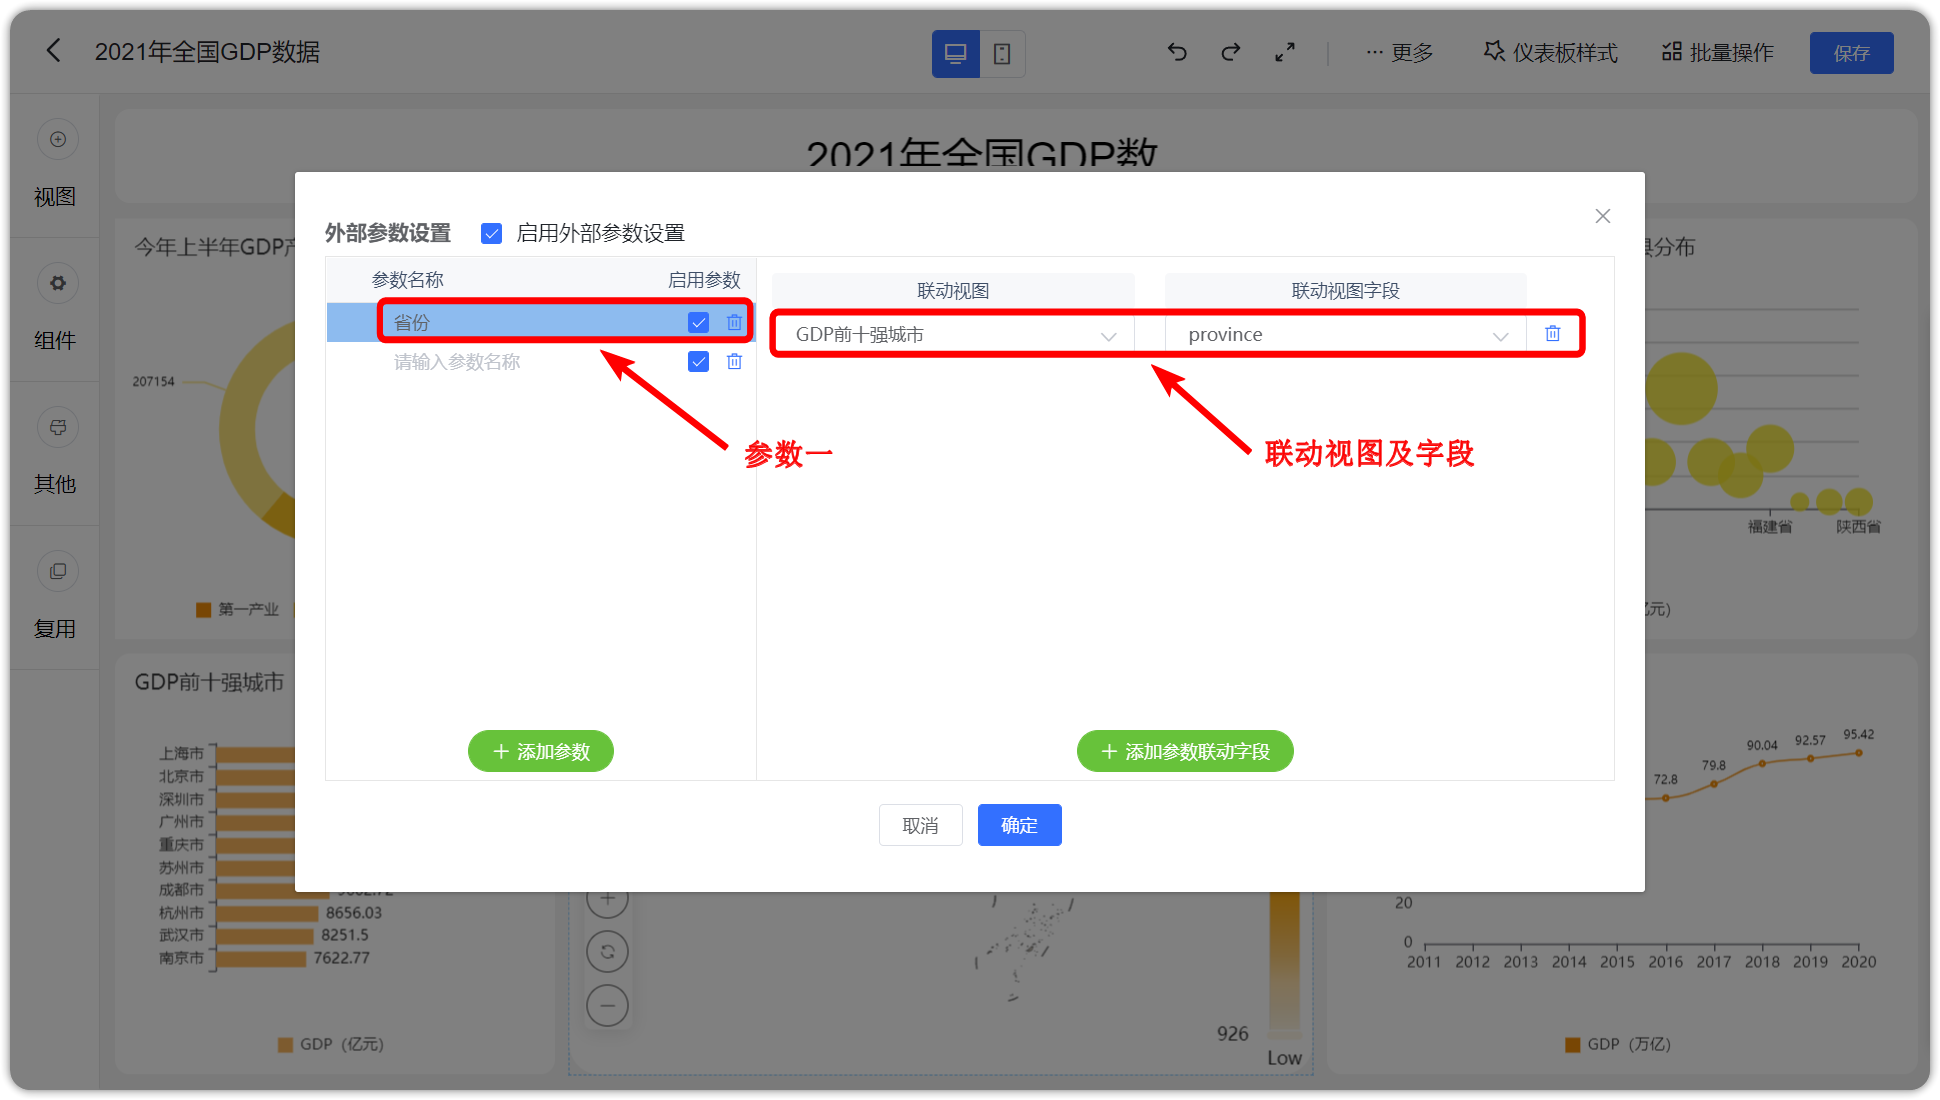 2021年全国GDP数据
更多
仪表板样式
批量操作
保存
视图
组件
其他
复用
2021年全国GDP数
今年上半年GDP产
207154
第一产业
GDP前十强城市
上海市
北京市
深圳市
广州市
重庆市
苏州市
成都市
杭州市 8656.03
武汉市 8251.5
南京市 7622.77
GDP（亿元）
外部参数设置 启用外部参数设置
参数名称 启用参数
省份
请输入参数名称
参数一
添加参数
联动视图 联动视图字段
GDP前十强城市 province
联动视图及字段
添加参数联动字段
取消 确定
926
Low
分布
福建省 陕西省
亿元）
72.8 79.8 90.04 92.57 95.42
20
0
2011 2012 2013 2014 2015 2016 2017 2018 2019 2020
GDP（万亿）